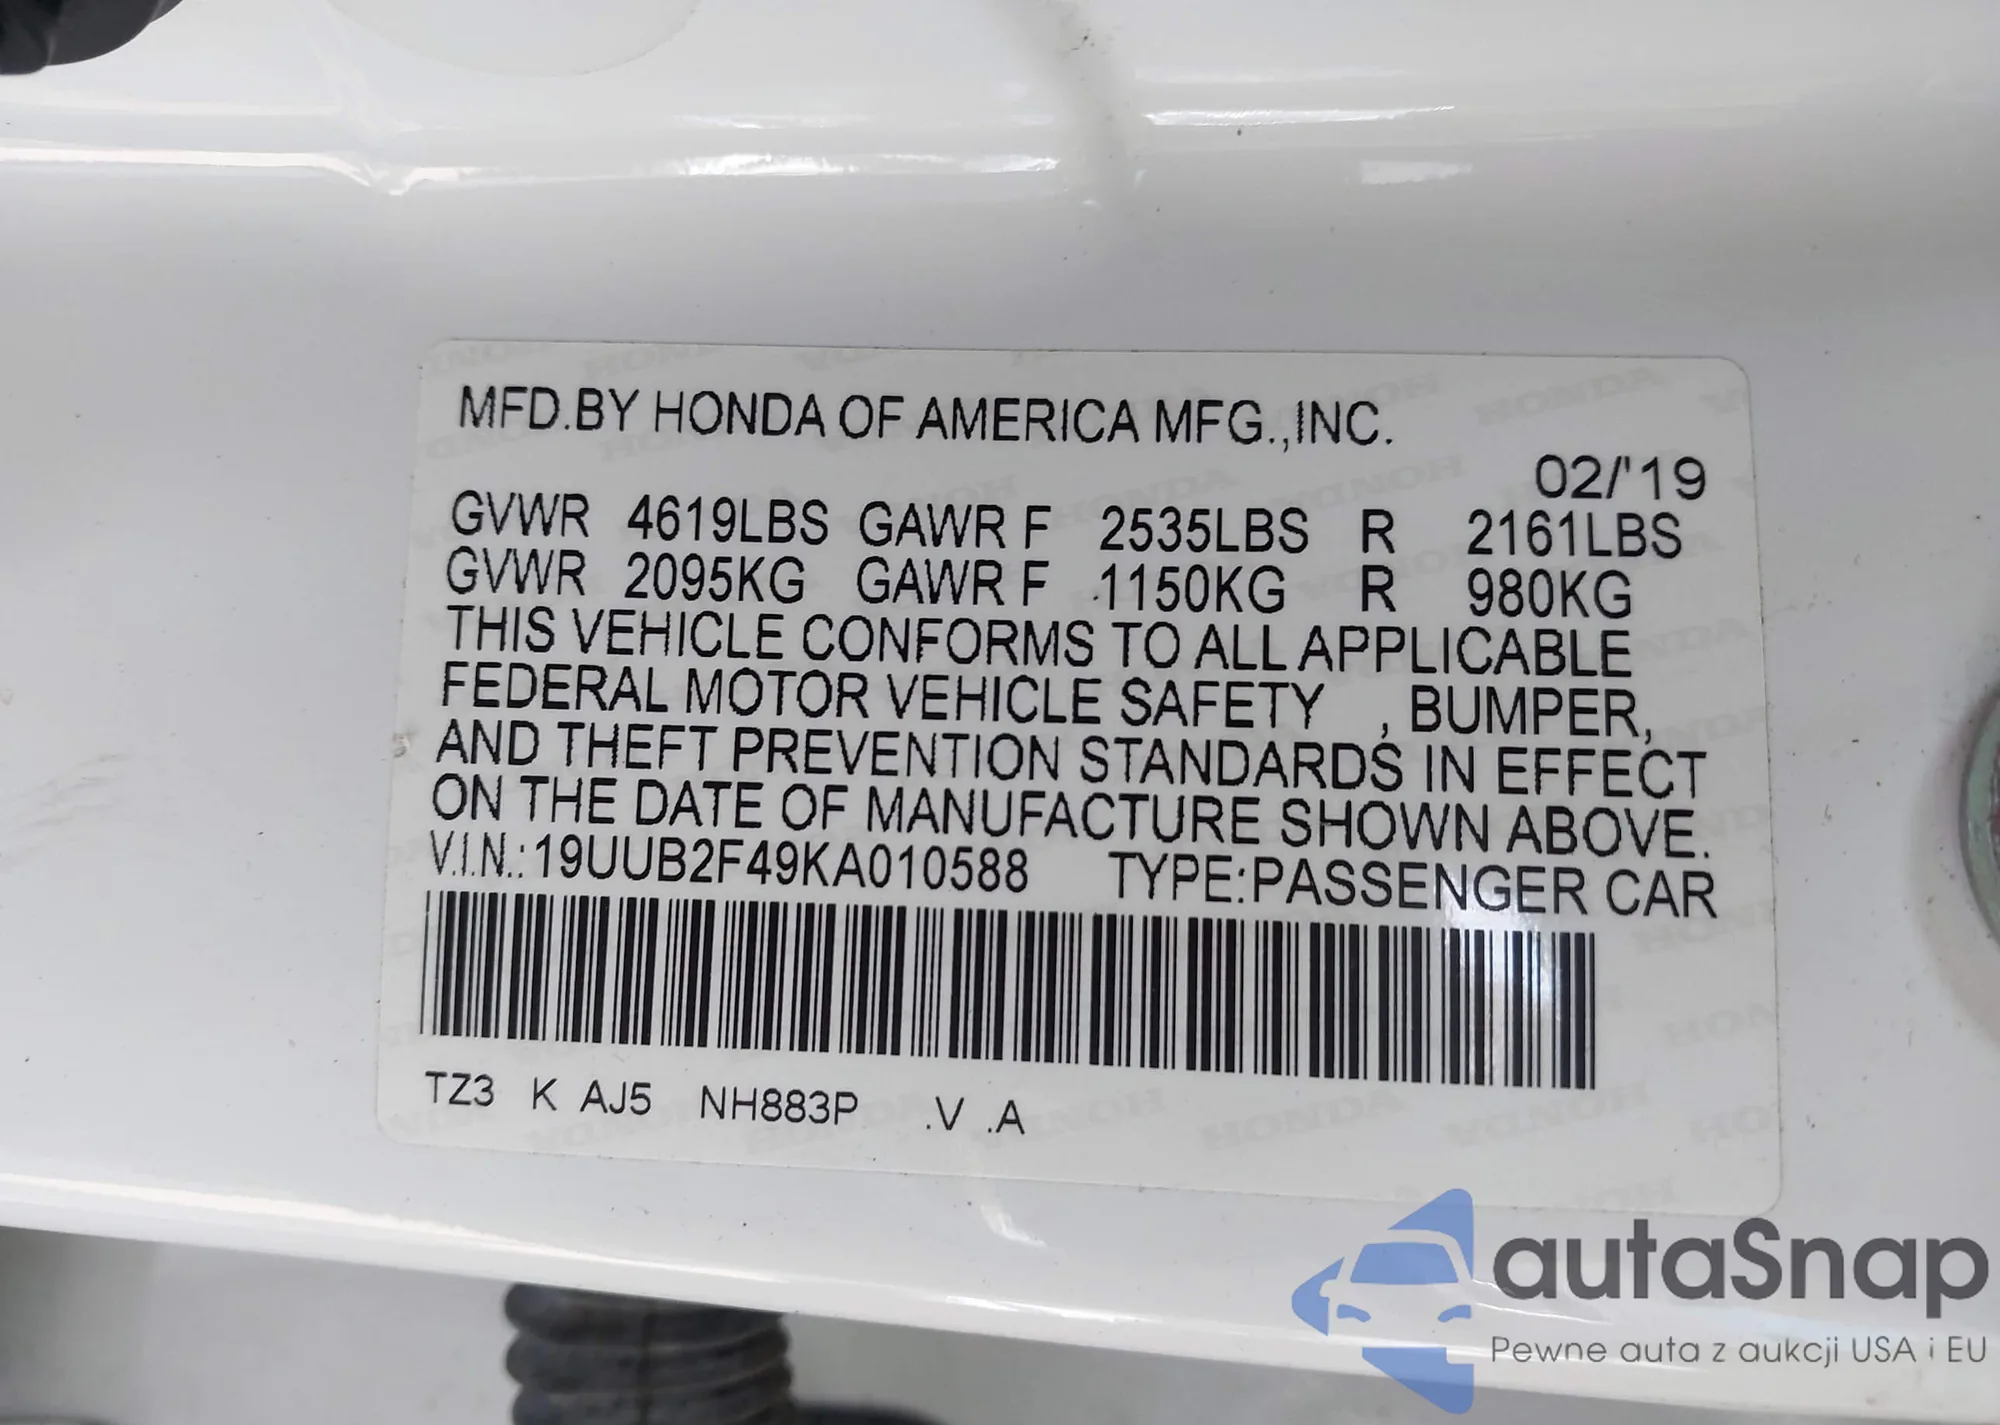 MFD.BY HONDA OF AMERICA MFG.,INC.
02/'19
GVWR 4619LBS GAWR F 2535LBS R 2161LBS
GVWR 2095KG GAWR F 1150KG R 980KG
THIS VEHICLE CONFORMS TO ALL APPLICABLE
FEDERAL MOTOR VEHICLE SAFETY , BUMPER,
AND THEFT PREVENTION STANDARDS IN EFFECT
ON THE DATE OF MANUFACTURE SHOWN ABOVE.
V.I.N.:19UUB2F49KA010588 TYPE:PASSENGER CAR
TZ3 K AJ5 NH883P .V .A
autaSnap
Pewne auta z aukcji USA i EU